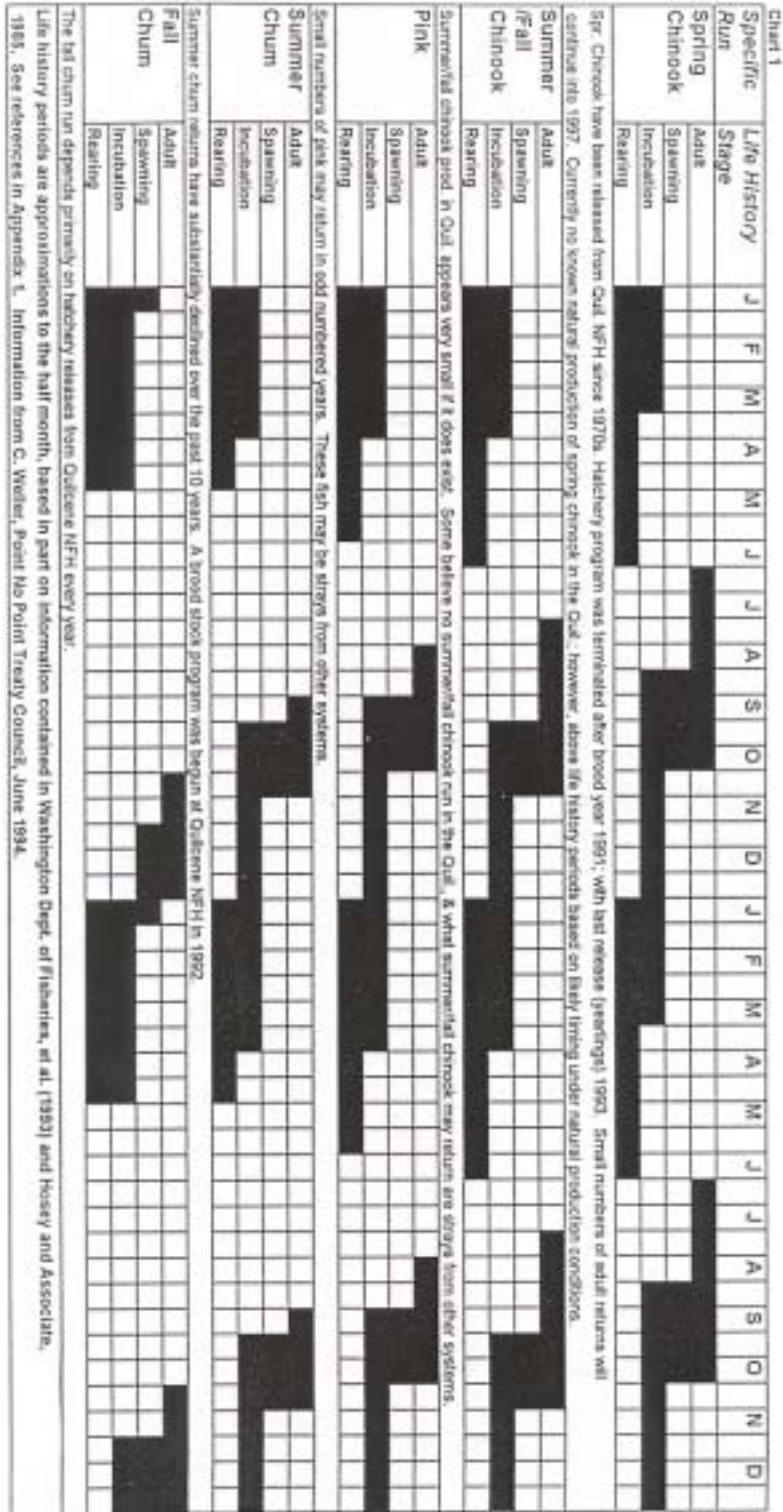 Chart 1
Specific Life History J F M A M J J A S O N D J F M A M J J A S O N D
Run Stage
Spring Adult
Chinook Spawning
Incubation
Rearing
Spr. Chinook have been released from Quil. NFH since 1970s. Hatchery program was terminated after brood year 1991; with last release (yearlings) 1993. Small numbers of adult returns will
continue into 1997. Currently no known natural production of spring chinook in the Quil.; however, above life history periods based on likely timing under natural production conditions.
Summer Adult
/Fall Spawning
Chinook Incubation
Rearing
Summer/fall chinook prod. in Quil. appears very small if it does exist. Some believe no summer/fall chinook run in the Quil., & what summer/fall chinook may return are strays from other systems.
Pink Adult
Spawning
Incubation
Rearing
Small numbers of pink may return in odd numbered years. These fish may be strays from other systems.
Summer Adult
Chum Spawning
Incubation
Rearing
Summer chum returns have substantially declined over the past 10 years. A brood stock program was begun at Quilcene NFH in 1992
Fall Adult
Chum Spawning
Incubation
Rearing
The fall chum run depends primarily on hatchery releases from Quilcene NFH every year.
Life history periods are approximations to the half month, based in part on information contained in Washington Dept. of Fisheries, et al. (1993) and Hosey and Associate,
1985. See references in Appendix 1. Information from C. Weller, Point No Point Treaty Council, June 1994.